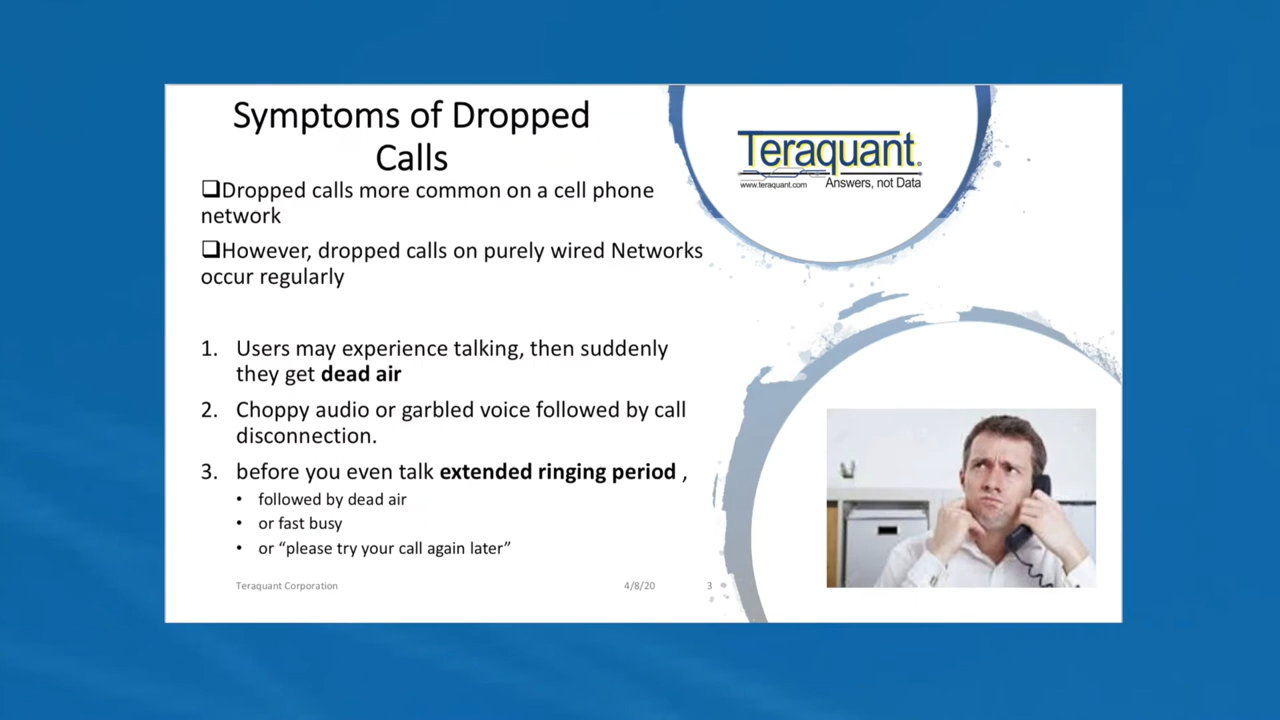 Symptoms of Dropped
Calls
❑Dropped calls more common on a cell phone
network
❑However, dropped calls on purely wired Networks
occur regularly
1. Users may experience talking, then suddenly
they get dead air
2. Choppy audio or garbled voice followed by call
disconnection.
3. before you even talk extended ringing period ,
• followed by dead air
• or fast busy
• or “please try your call again later”
Teraquant Corporation 4/8/20 3
Teraquant.
www.teraquant.com Answers, not Data